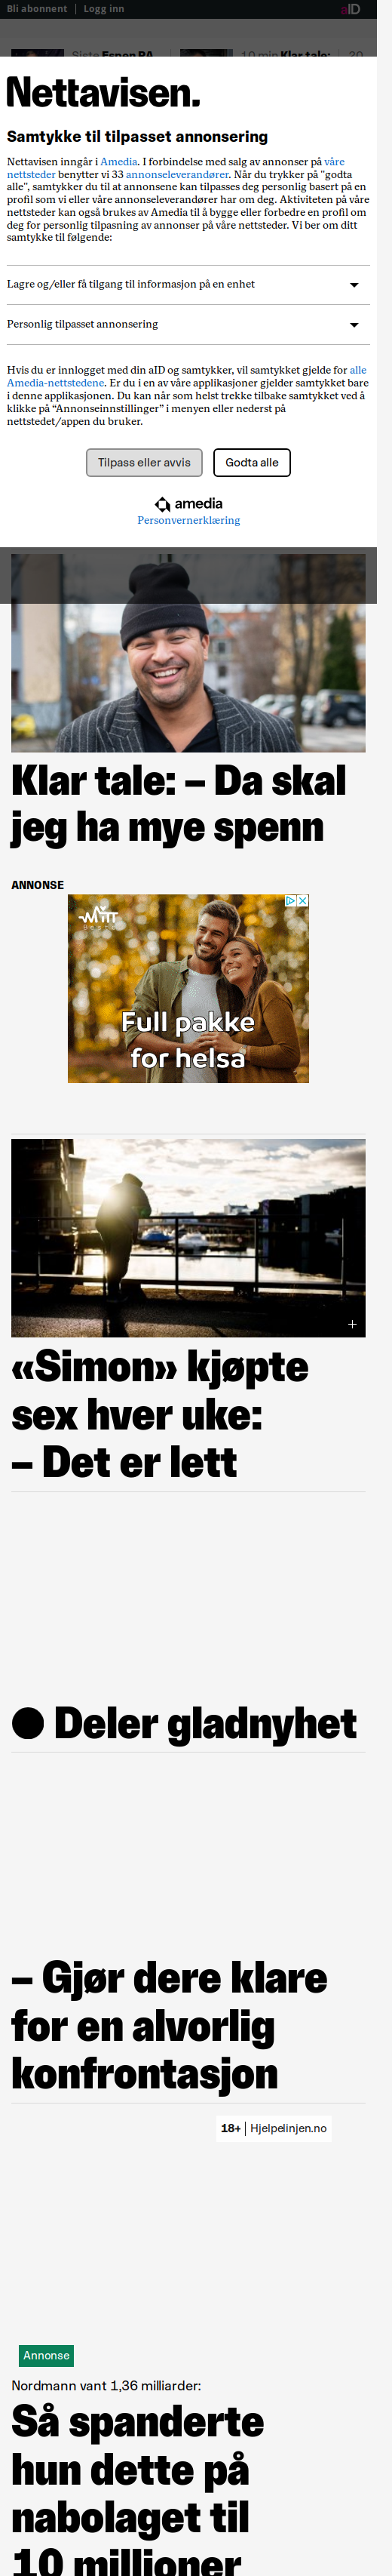 Bli abonnent | Logg inn aID
Siste Espen RA
10 min Klar tale:
Nettavisen.
Samtykke til tilpasset annonsering
Nettavisen inngår i Amedia. I forbindelse med salg av annonser på våre
nettsteder benytter vi 33 annonseleverandører. Når du trykker på "godta
alle", samtykker du til at annonsene kan tilpasses deg personlig basert på en
profil som vi eller våre annonseleverandører har om deg. Aktiviteten på våre
nettsteder kan også brukes av Amedia til å bygge eller forbedre en profil om
deg for personlig tilpasning av annonser på våre nettsteder. Vi ber om ditt
samtykke til følgende:
Lagre og/eller få tilgang til informasjon på en enhet
Personlig tilpasset annonsering
Hvis du er innlogget med din aID og samtykker, vil samtykket gjelde for alle
Amedia-nettstedene. Er du i en av våre applikasjoner gjelder samtykket bare
i denne applikasjonen. Du kan når som helst trekke tilbake samtykket ved å
klikke på “Annonseinnstillinger” i menyen eller nederst på
nettstedet/appen du bruker.
Tilpass eller avvis Godta alle
amedia
Personvernerklæring
Klar tale: – Da skal
jeg ha mye spenn
ANNONSE
MITT
Full pakke
for helsa
«Simon» kjøpte
sex hver uke:
– Det er lett
● Deler gladnyhet
– Gjør dere klare
for en alvorlig
konfrontasjon
18+ | Hjelpelinjen.no
Annonse
Nordmann vant 1,36 milliarder:
Så spanderte
hun dette på
nabolaget til
10 millioner